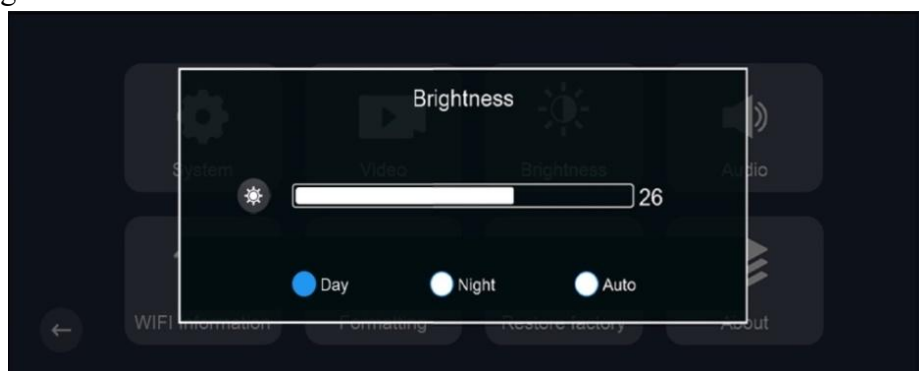 g
Brightness
System Video Brightness Audio
26
Day Night Auto
WIFI Information Formatting Restore factory About